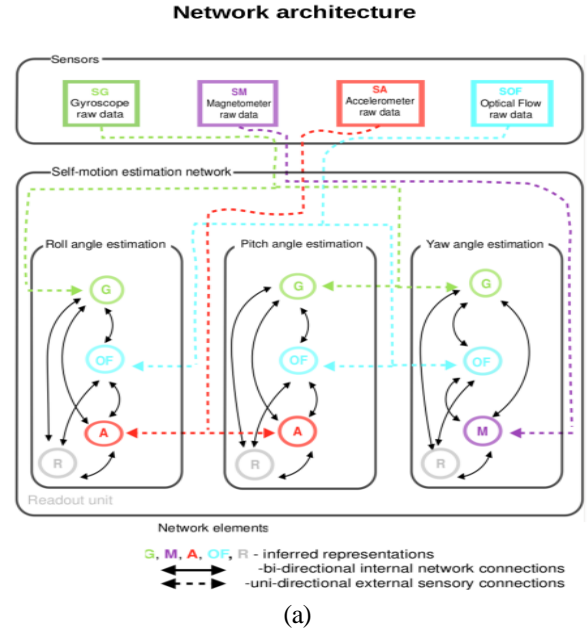 Network architecture
Sensors
SG
Gyroscope
raw data
SM
Magnetometer
raw data
SA
Accelerometer
raw data
SOF
Optical Flow
raw data
Self-motion estimation network
Roll angle estimation
Pitch angle estimation
Yaw angle estimation
G
G
G
OF
OF
OF
A
A
M
R
R
R
Readout unit
Network elements
G, M, A, OF, R - inferred representations
-bi-directional internal network connections
-uni-directional external sensory connections
(a)